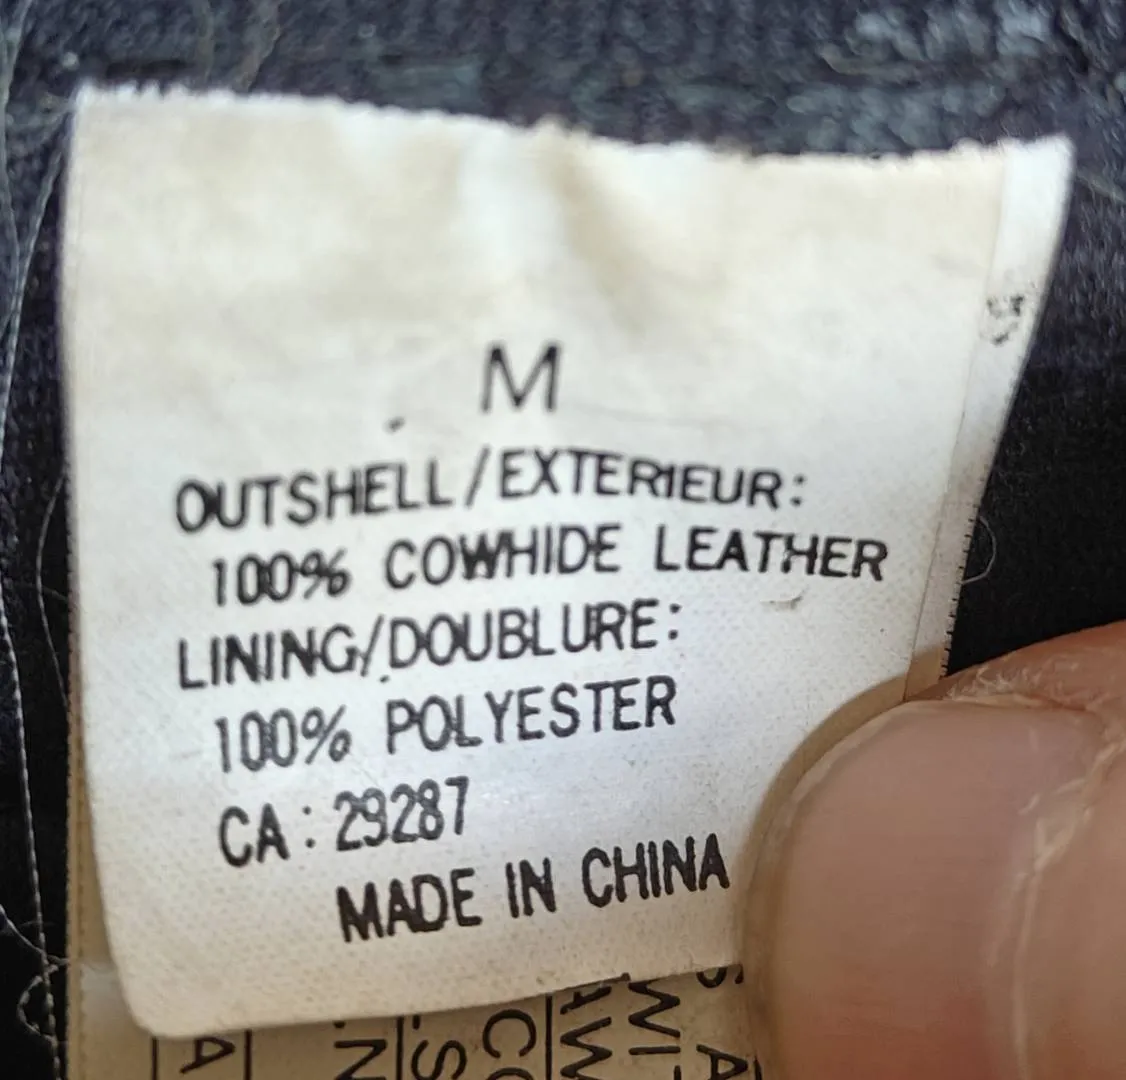 M
OUTSHELL/EXTERIEUR:
100% COWHIDE LEATHER
LINING/DOUBLURE:
100% POLYESTER
CA: 29287
MADE IN CHINA